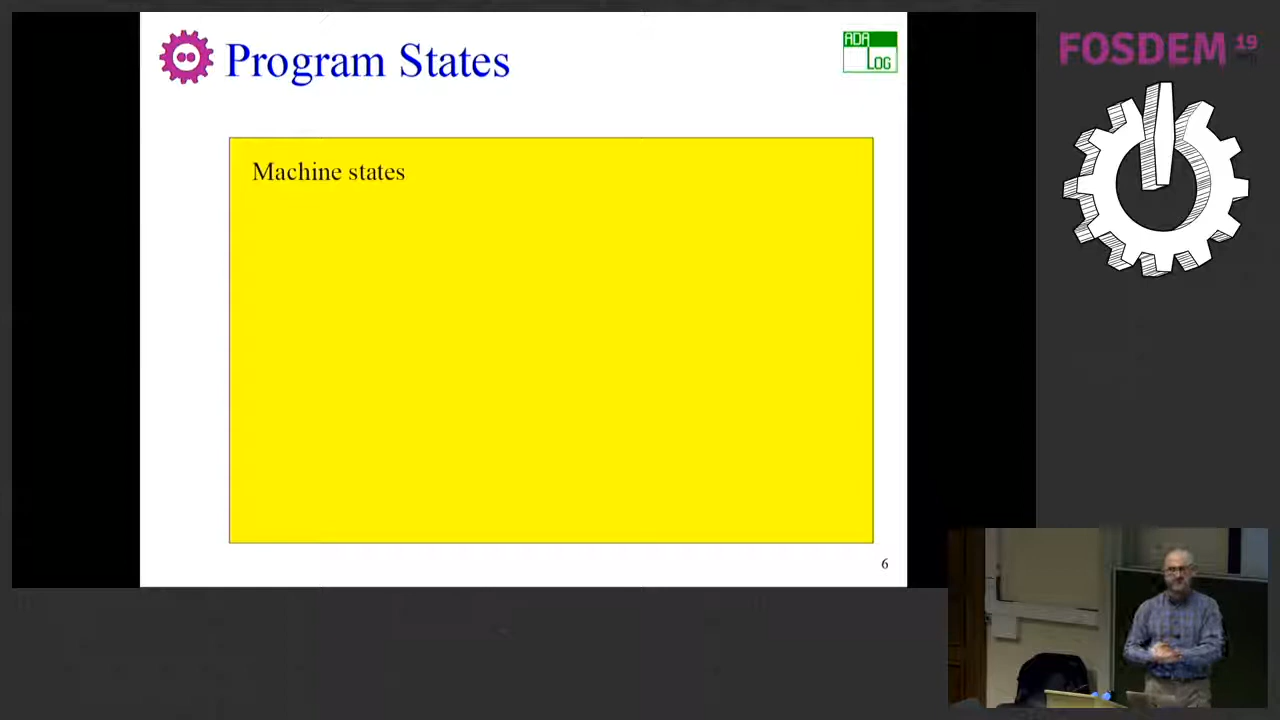 Program States
ADA
LOG
FOSDEM 19
Machine states
6